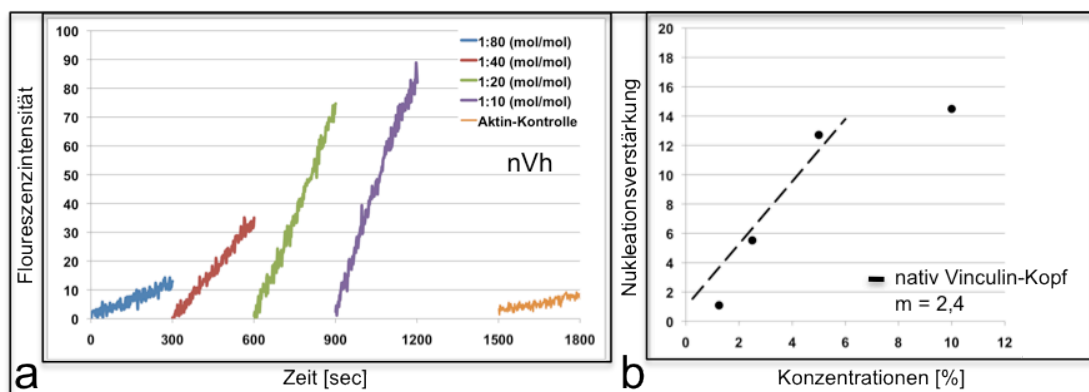 100
90
80
70
60
50
40
30
20
10
0
0
300
600
900
1200
1500
1800
Floureszenzintensität
Zeit [sec]
1:80 (mol/mol)
1:40 (mol/mol)
1:20 (mol/mol)
1:10 (mol/mol)
Aktin-Kontrolle
nVh
a
20
18
16
14
12
10
8
6
4
2
0
0
2
4
6
8
10
12
Nukleationsverstärkung
Konzentrationen [%]
nativ Vinculin-Kopf
m = 2,4
b